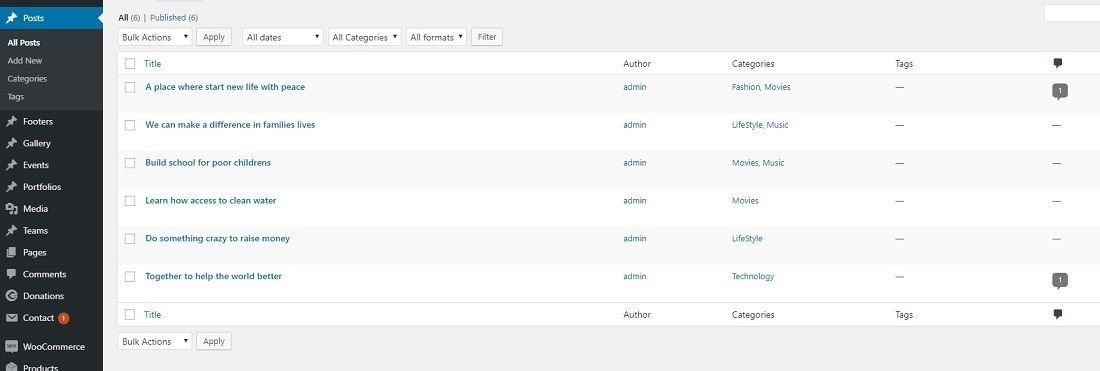 Posts
All Posts
Add New
Categories
Tags
Footers
Gallery
Events
Portfolios
Media
Teams
Pages
Comments
Donations
Contact 1
WooCommerce
Products
All (6) | Published (6)
Bulk Actions Apply All dates All Categories All formats Filter
Title Author Categories Tags
A place where start new life with peace admin Fashion, Movies — 1
We can make a difference in families lives admin LifeStyle, Music — —
Build school for poor childrens admin Movies, Music — —
Learn how access to clean water admin Movies — —
Do something crazy to raise money admin LifeStyle — —
Together to help the world better admin Technology — 1
Title Author Categories Tags
Bulk Actions Apply